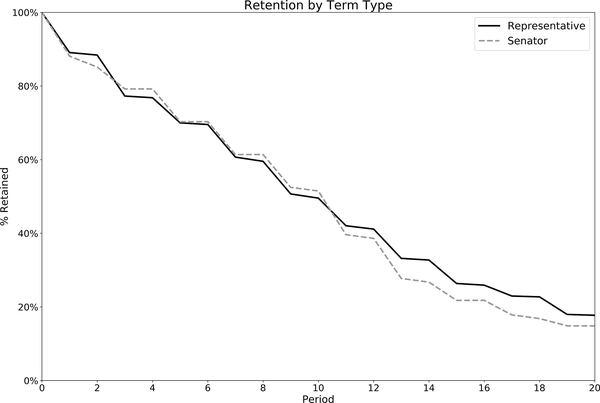 Retention by Term Type
Representative
Senator
100%
80%
60%
40%
20%
0%
% Retained
0 2 4 6 8 10 12 14 16 18 20
Period